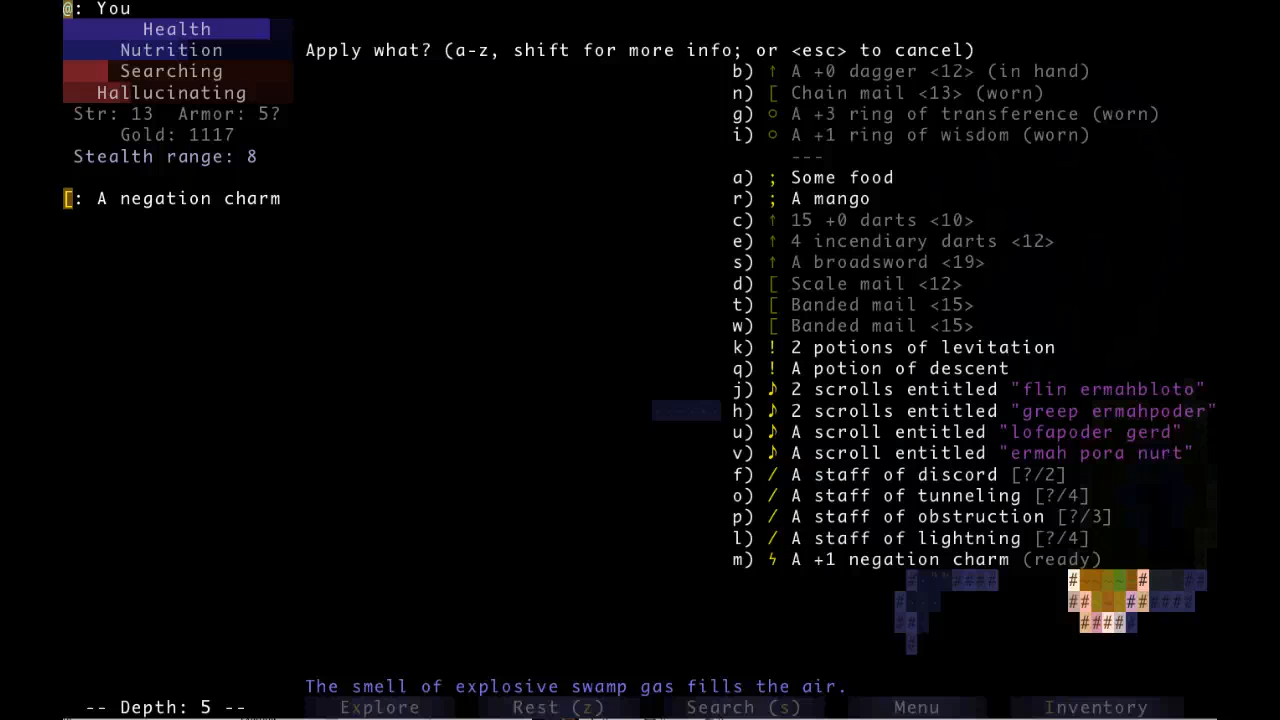 @: You
Health
Nutrition
Searching
Hallucinating
Str: 13 Armor: 5?
Gold: 1117
Stealth range: 8
[: A negation charm
Apply what? (a-z, shift for more info; or <esc> to cancel)
b) ↑ A +0 dagger <12> (in hand)
n) [ Chain mail <13> (worn)
g) ○ A +3 ring of transference (worn)
i) ○ A +1 ring of wisdom (worn)
---
a) ; Some food
r) ; A mango
c) ↑ 15 +0 darts <10>
e) ↑ 4 incendiary darts <12>
s) ↑ A broadsword <19>
d) [ Scale mail <12>
t) [ Banded mail <15>
w) [ Banded mail <15>
k) ! 2 potions of levitation
q) ! A potion of descent
j) ♪ 2 scrolls entitled "flin ermahbloto"
h) ♪ 2 scrolls entitled "greep ermahpoder"
u) ♪ A scroll entitled "lofapoder gerd"
v) ♪ A scroll entitled "ermah pora nurt"
f) / A staff of discord [?/2]
o) / A staff of tunneling [?/4]
p) / A staff of obstruction [?/3]
l) / A staff of lightning [?/4]
m) ϟ A +1 negation charm (ready)
The smell of explosive swamp gas fills the air.
-- Depth: 5 -- Explore Rest (z) Search (s) Menu Inventory